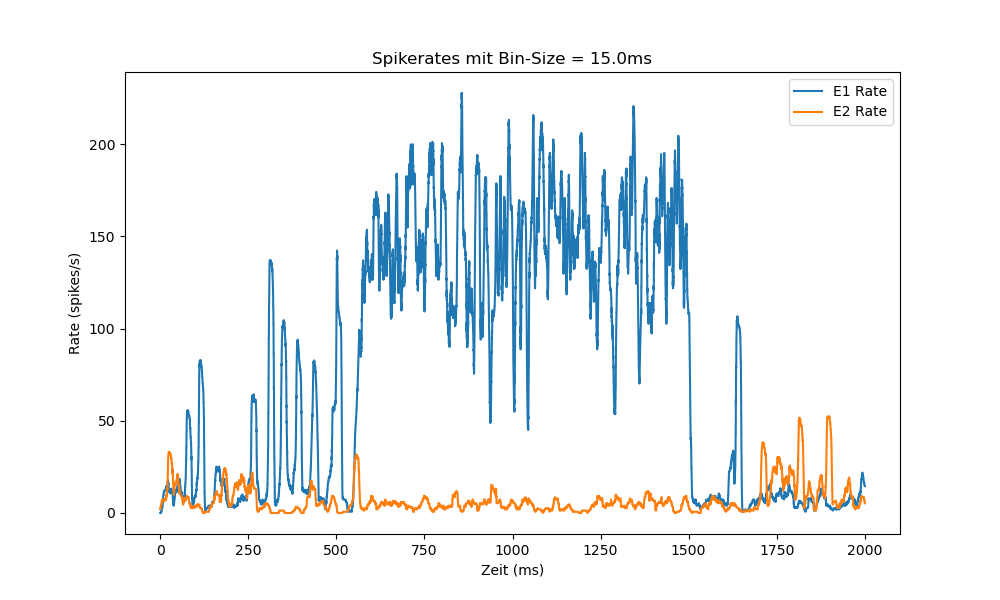 Spikerates mit Bin-Size = 15.0ms
E1 Rate
E2 Rate
200
150
100
50
0
Rate (spikes/s)
0 250 500 750 1000 1250 1500 1750 2000
Zeit (ms)